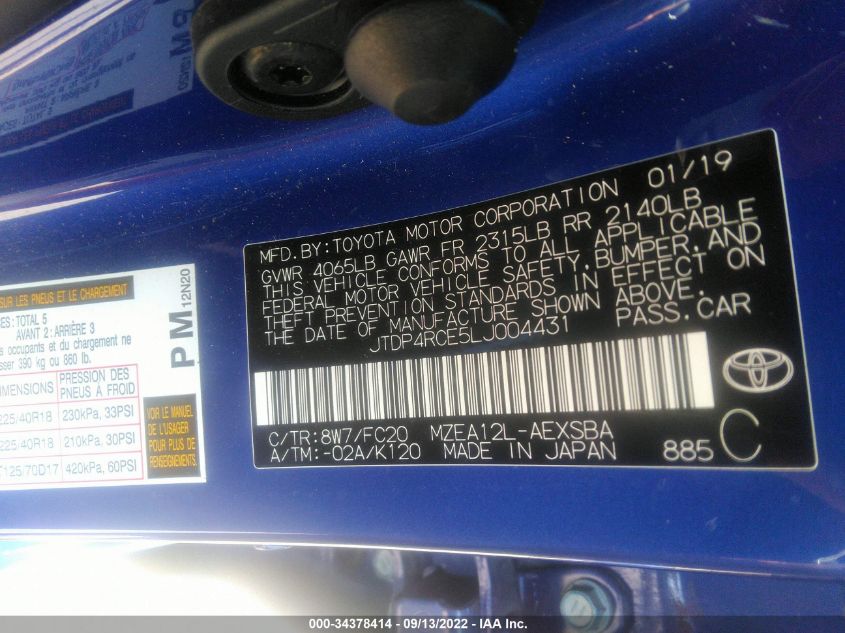 MFD. BY: TOYOTA MOTOR CORPORATION 01/19
GVWR 4065LB GAWR FR 2315LB RR 2140LB
THIS VEHICLE CONFORMS TO ALL APPLICABLE
FEDERAL MOTOR VEHICLE SAFETY, BUMPER, AND
THEFT PREVENTION STANDARDS IN EFFECT ON
THE DATE OF MANUFACTURE SHOWN ABOVE.
JTDP4RCE5LJ004431 PASS. CAR
C/TR: 8W7/FC20 MZEA12L-AEXSBA
A/TM: -02A/K120 MADE IN JAPAN 885 C
SUR LES PNEUS ET LE CHARGEMENT
TOTAL 5
AVANT 2: ARRIÈRE 3
occupants et du chargement ne
390 kg ou 860 lb.
PM 12N20
PRESSION DES
PNEUS À FROID
225/40R18 230kPa, 33PSI
225/40R18 210kPa, 30PSI
T125/70D17 420kPa, 60PSI
VOIR LE MANUEL
DE L'USAGER
POUR PLUS DE
RENSEIGNEMENTS
000-34378414 - 09/13/2022 - IAA Inc.